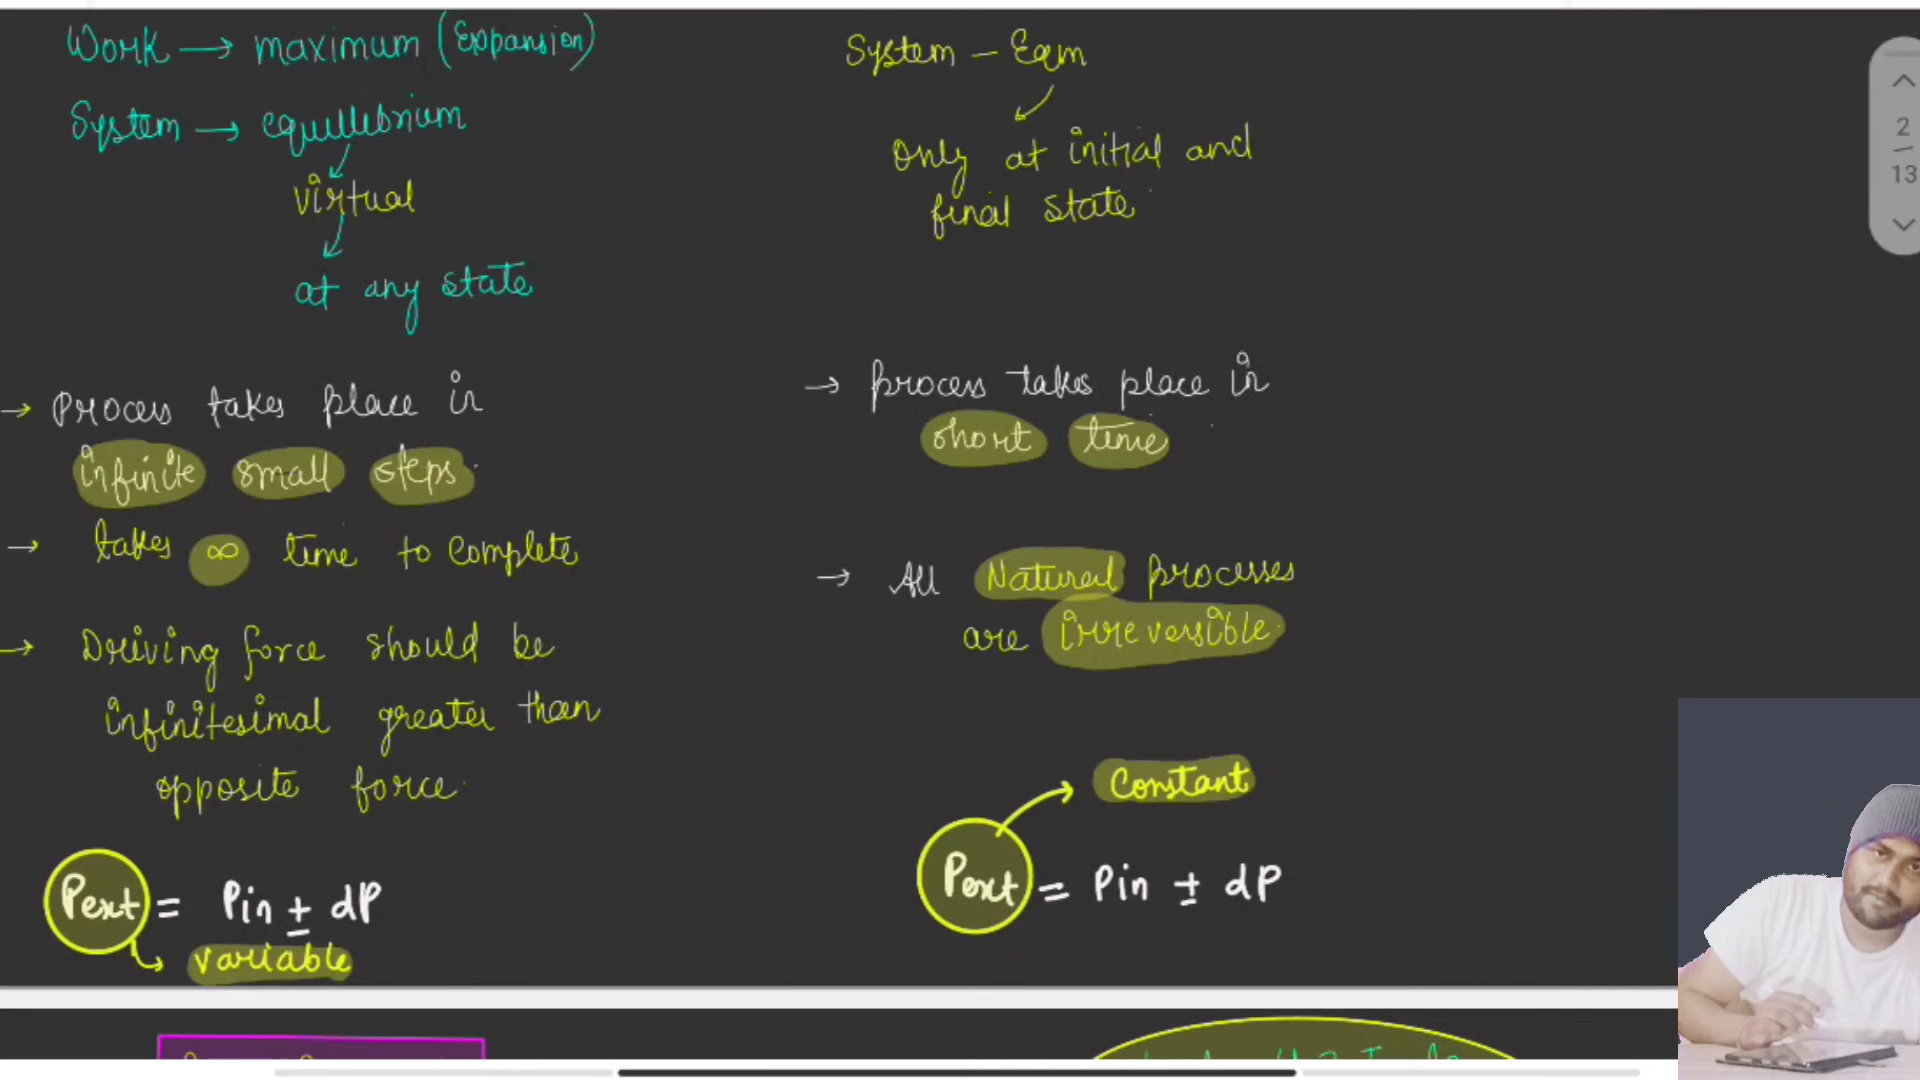 Work → maximum (Expansion)
System → equillibrium
virtual
at any state
→ Process takes place in
infinite small steps.
→ takes ∞ time to complete
→ Driving force should be
infinitesimal greater than
opposite force.
Pext = Pin ± dP
variable
System - Eqm
Only at initial and
final state
→ process takes place in
short time
→ All Natural processes
are irreversible.
Constant
Pext = Pin ± dP
2
13